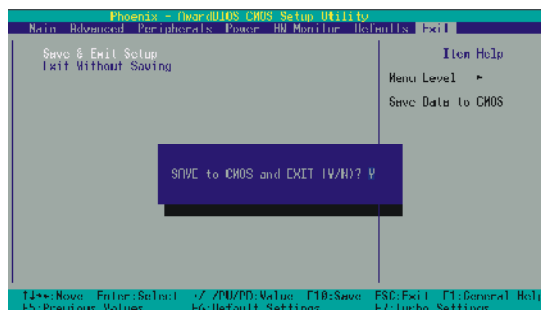 Phoenix - AwardBIOS CMOS Setup Utility
Main Advanced Peripherals Power HW Monitor Defaults Exit
Save & Exit Setup
Exit Without Saving
Item Help
Menu Level ►
Save Data to CMOS
SAVE to CMOS and EXIT (Y/N)? Y
↑↓→←:Move Enter:Select +/-/PU/PD:Value F10:Save ESC:Exit F1:General Help
F5:Previous Values F6:Default Settings F7:Turbo Settings